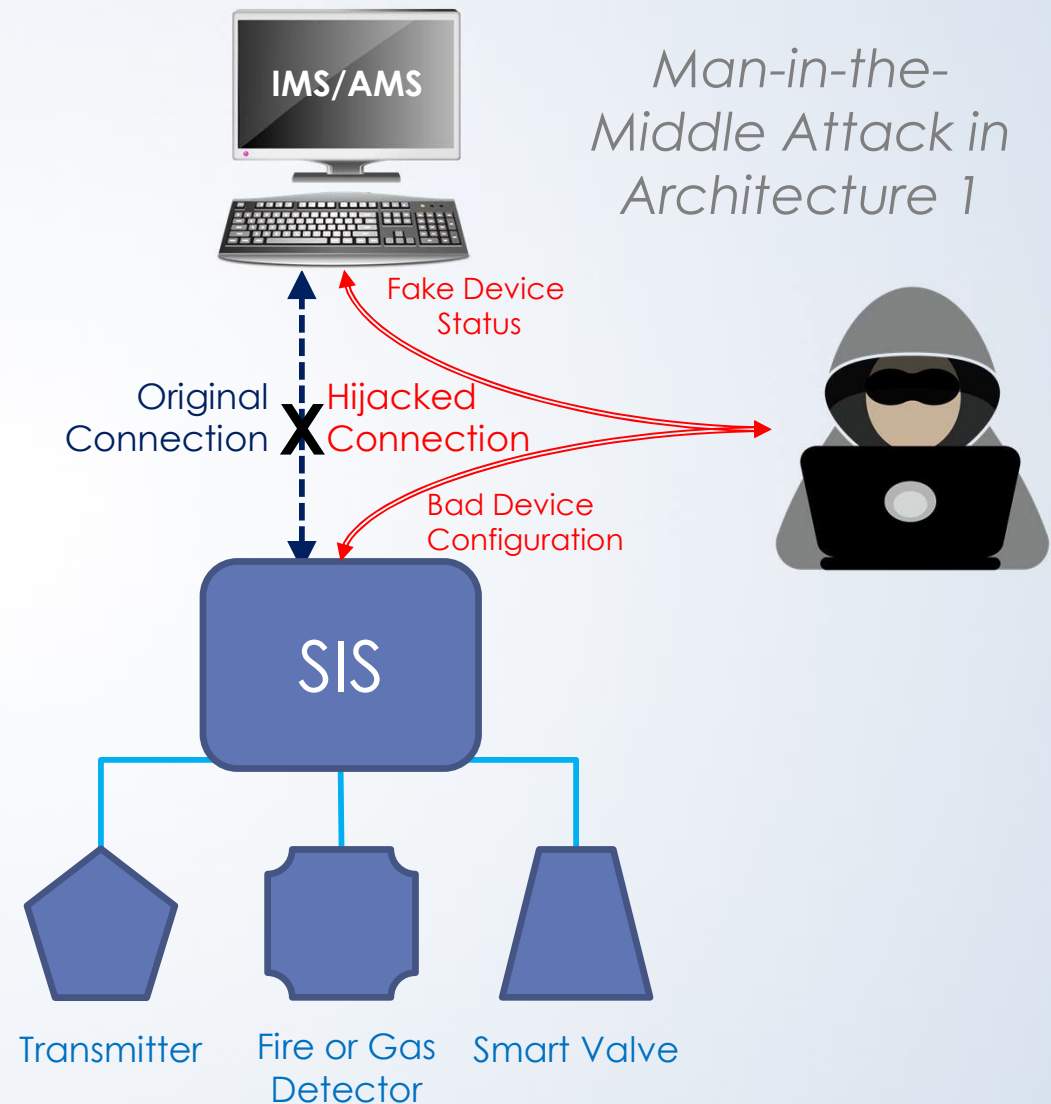 IMS/AMS
Man-in-the-
Middle Attack in
Architecture 1
Fake Device
Status
Original
Connection
X
Hijacked
Connection
Bad Device
Configuration
SIS
Transmitter
Fire or Gas
Detector
Smart Valve